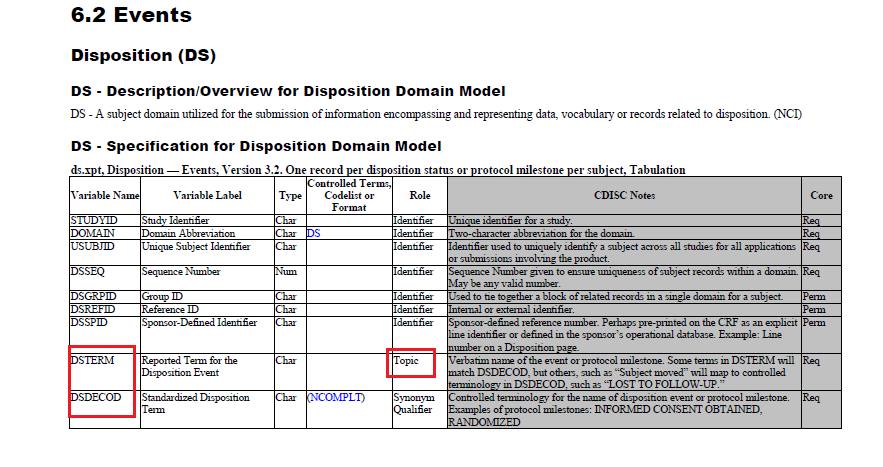 6.2 Events
Disposition (DS)
DS - Description/Overview for Disposition Domain Model
DS - A subject domain utilized for the submission of information encompassing and representing data, vocabulary or records related to disposition. (NCI)
DS - Specification for Disposition Domain Model
ds.xpt, Disposition — Events, Version 3.2. One record per disposition status or protocol milestone per subject, Tabulation
Variable Name Variable Label Type Controlled Terms, Codelist or Format Role CDISC Notes Core
STUDYID Study Identifier Char Identifier Unique identifier for a study. Req
DOMAIN Domain Abbreviation Char DS Identifier Two-character abbreviation for the domain. Req
USUBJID Unique Subject Identifier Char Identifier Identifier used to uniquely identify a subject across all studies for all applications Req
or submissions involving the product.
DSSEQ Sequence Number Num Identifier Sequence Number given to ensure uniqueness of subject records within a domain. Req
May be any valid number.
DSGRPID Group ID Char Identifier Used to tie together a block of related records in a single domain for a subject. Perm
DSREFID Reference ID Char Identifier Internal or external identifier. Perm
DSSPID Sponsor-Defined Identifier Char Identifier Sponsor-defined reference number. Perhaps pre-printed on the CRF as an explicit Perm
line identifier or defined in the sponsor's operational database. Example: Line
number on a Disposition page.
DSTERM Reported Term for the Char Topic Verbatim name of the event or protocol milestone. Some terms in DSTERM will Req
Disposition Event match DSDECOD, but others, such as “Subject moved” will map to controlled
terminology in DSDECOD, such as “LOST TO FOLLOW-UP.”
DSDECOD Standardized Disposition Char (NCOMPLT) Synonym Controlled terminology for the name of disposition event or protocol milestone. Req
Term Qualifier Examples of protocol milestones: INFORMED CONSENT OBTAINED,
RANDOMIZED